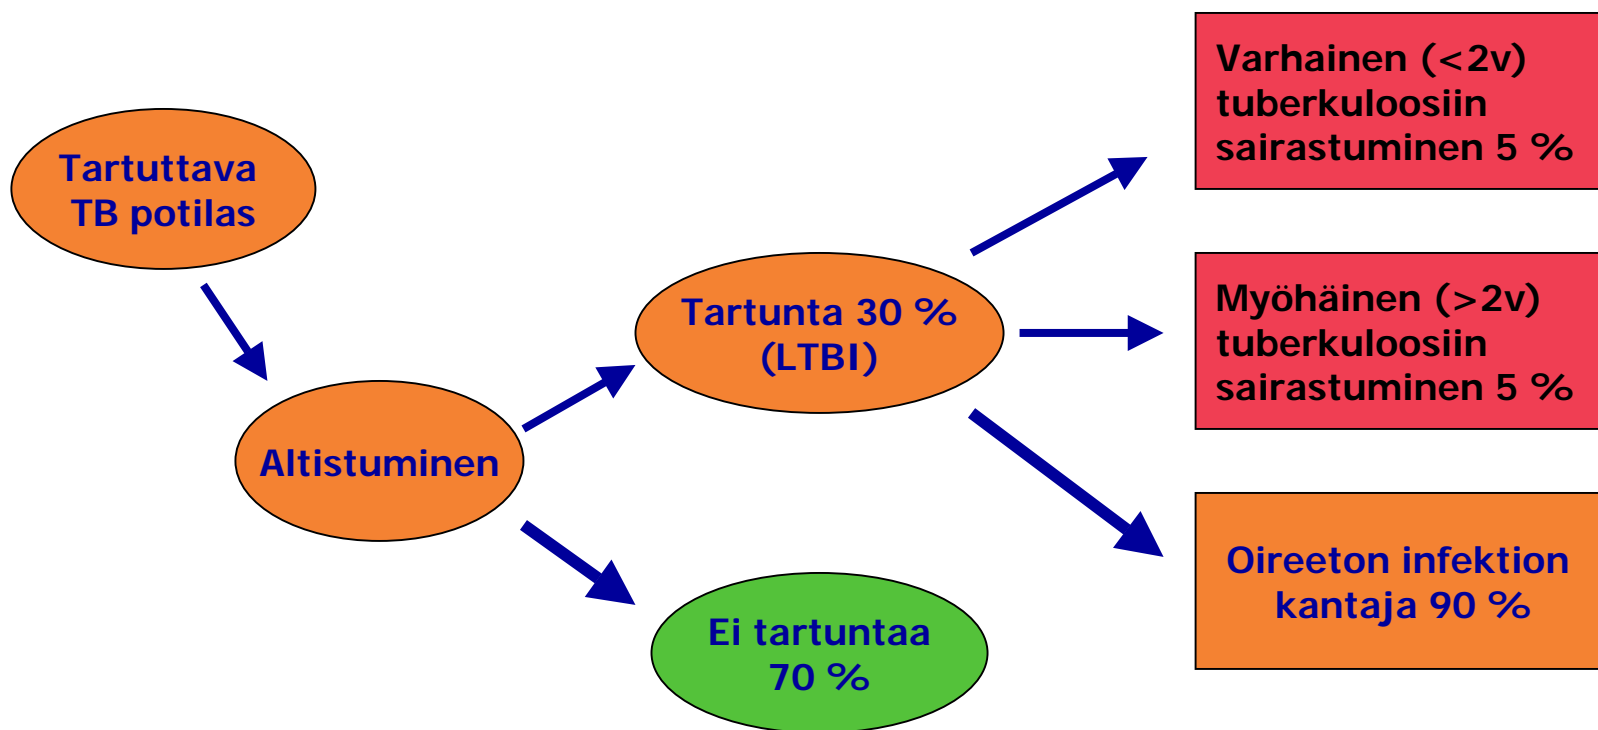 Tartuttava
TB potilas
Altistuminen
Tartunta 30 %
(LTBI)
Ei tartuntaa
70 %
Varhainen (<2v)
tuberkuloosiin
sairastuminen 5 %
Myöhäinen (>2v)
tuberkuloosiin
sairastuminen 5 %
Oireeton infektion
kantaja 90 %